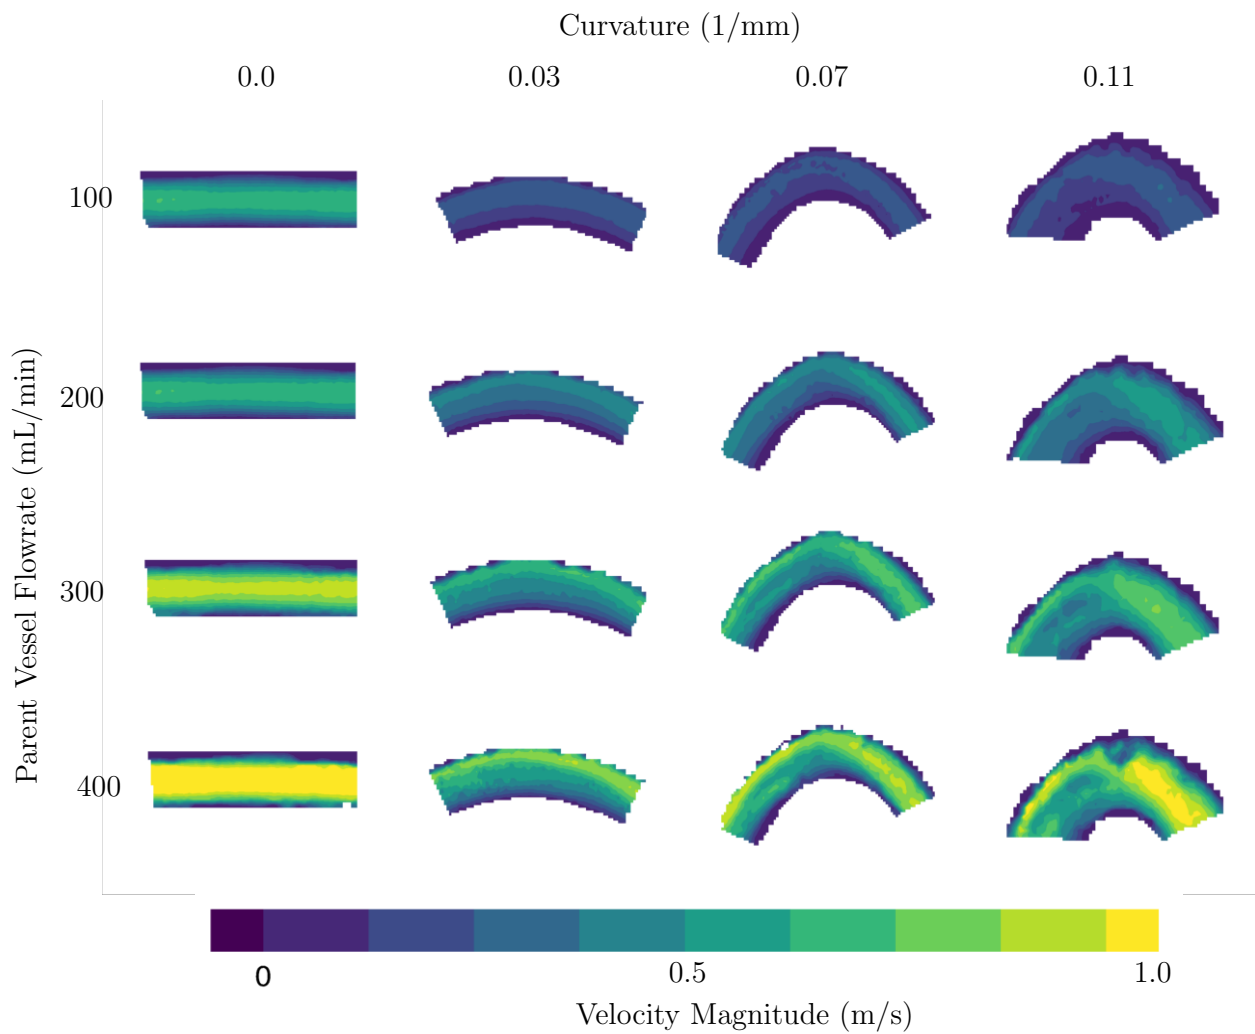 Curvature (1/mm)
0.0 0.03 0.07 0.11
Parent Vessel Flowrate (mL/min)
100
200
300
400
0 0.5 1.0
Velocity Magnitude (m/s)